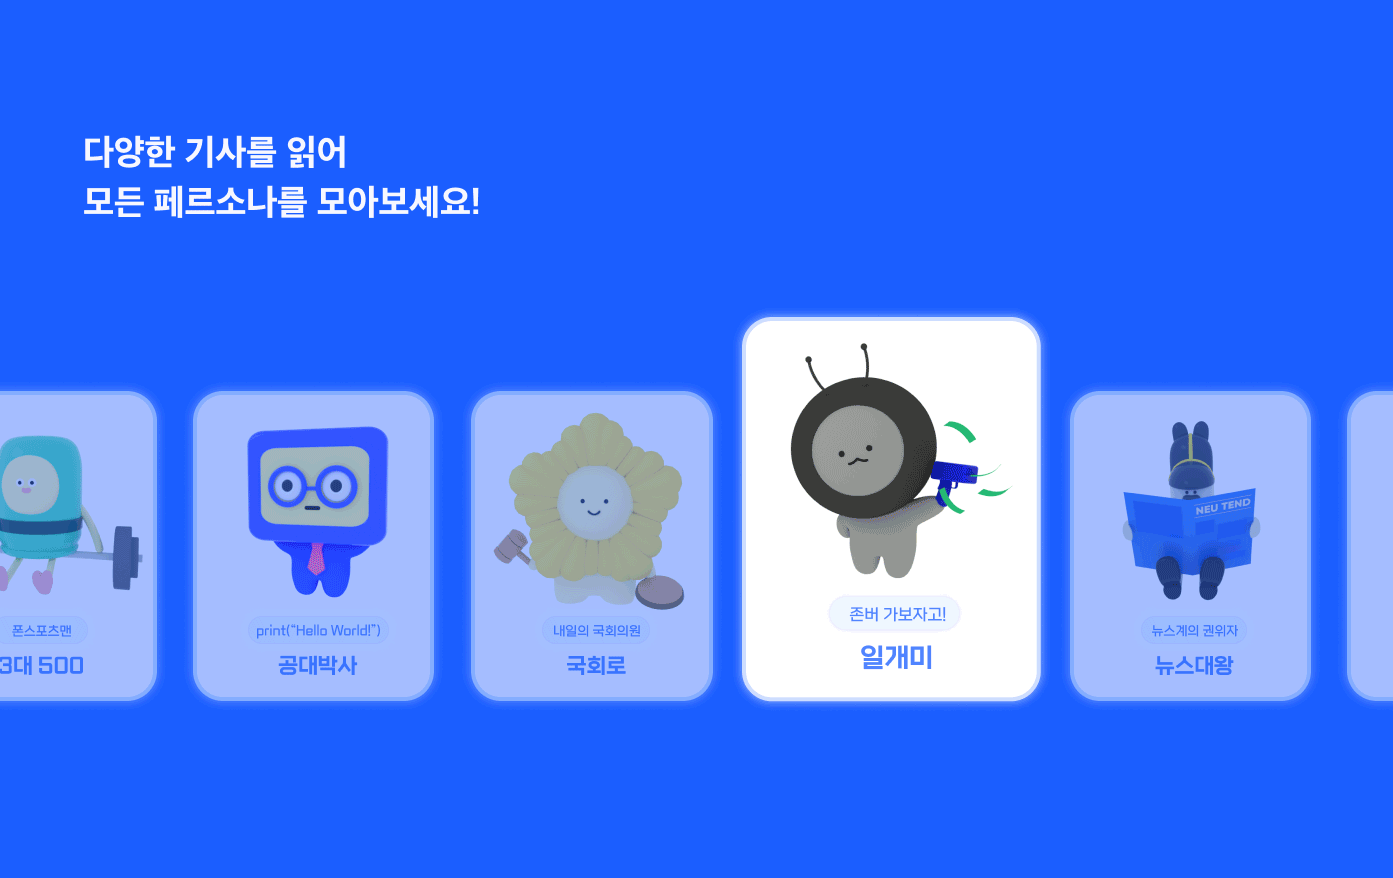 다양한 기사를 읽어
모든 페르소나를 모아보세요!
폰스포츠맨
3대 500
print(“Hello World!”)
공대박사
내일의 국회의원
국회로
존버 가보자고!
일개미
NEU TEND
뉴스계의 권위자
뉴스대왕